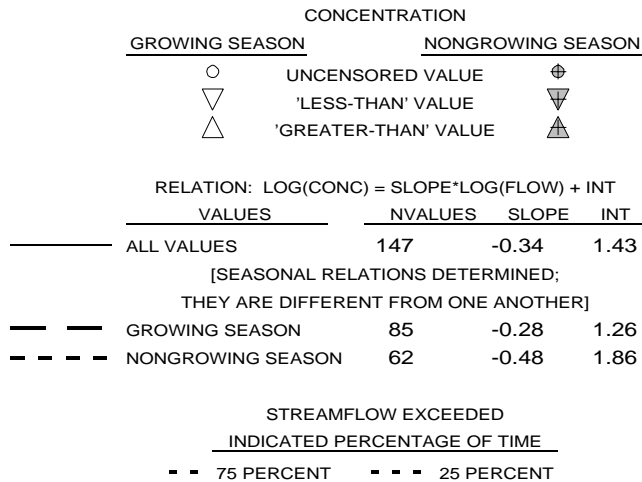 CONCENTRATION
GROWING SEASON NONGROWING SEASON
UNCENSORED VALUE
'LESS-THAN' VALUE
'GREATER-THAN' VALUE
RELATION: LOG(CONC) = SLOPE*LOG(FLOW) + INT
VALUES NVALUES SLOPE INT
ALL VALUES 147 -0.34 1.43
[SEASONAL RELATIONS DETERMINED;
THEY ARE DIFFERENT FROM ONE ANOTHER]
GROWING SEASON 85 -0.28 1.26
NONGROWING SEASON 62 -0.48 1.86
STREAMFLOW EXCEEDED
INDICATED PERCENTAGE OF TIME
75 PERCENT 25 PERCENT